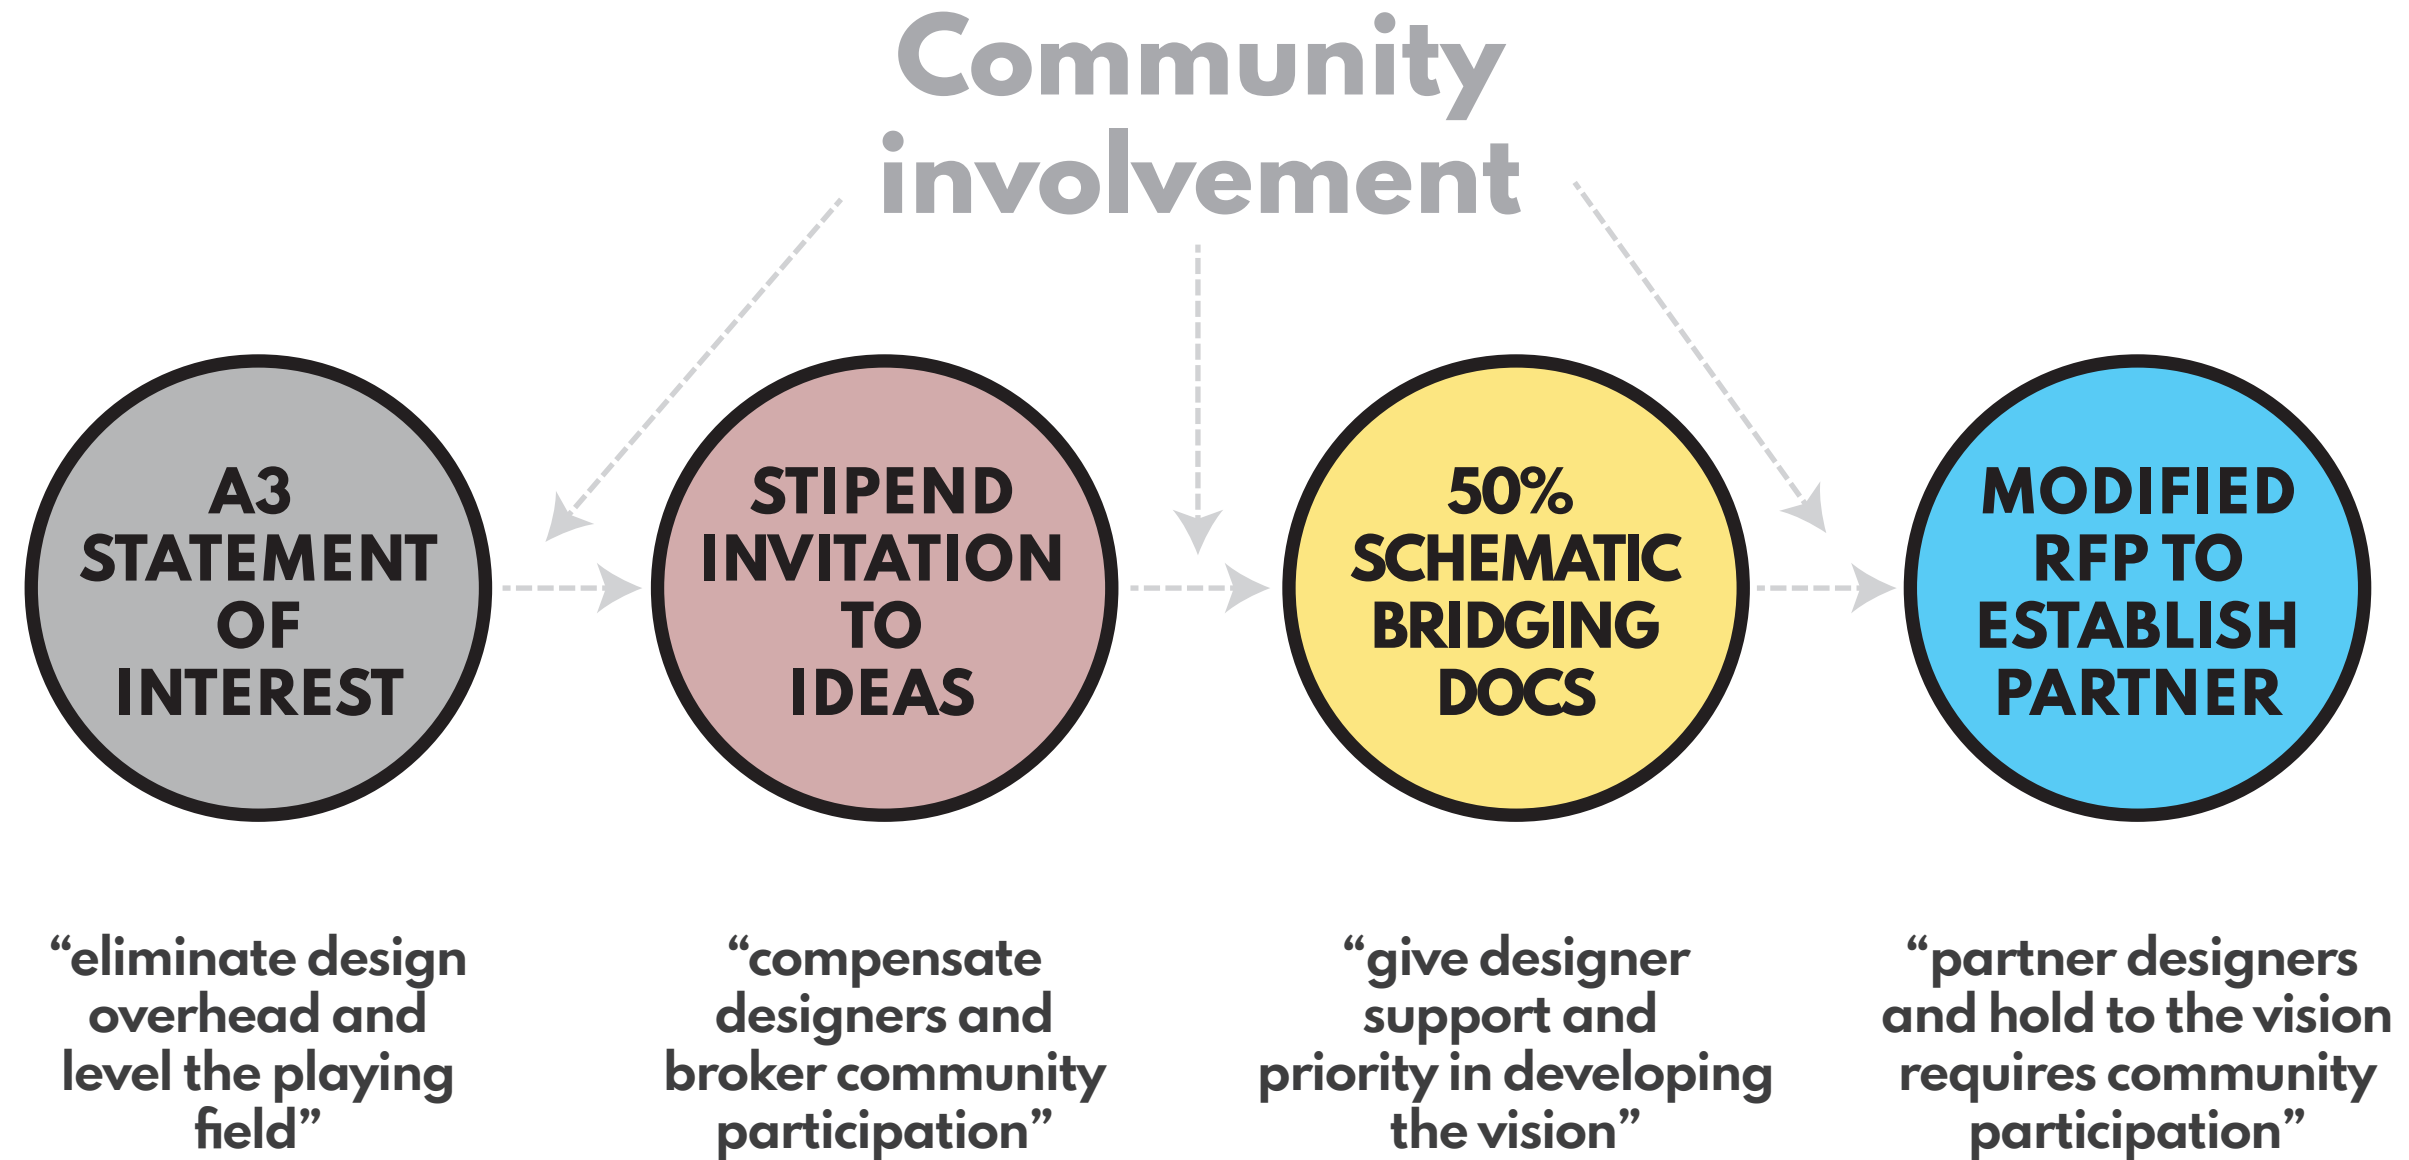 Community
involvement
A3
STATEMENT
OF
INTEREST
STIPEND
INVITATION
TO
IDEAS
50%
SCHEMATIC
BRIDGING
DOCS
MODIFIED
RFP TO
ESTABLISH
PARTNER
“eliminate design
overhead and
level the playing
field”
“compensate
designers and
broker community
participation”
“give designer
support and
priority in developing
the vision”
“partner designers
and hold to the vision
requires community
participation”